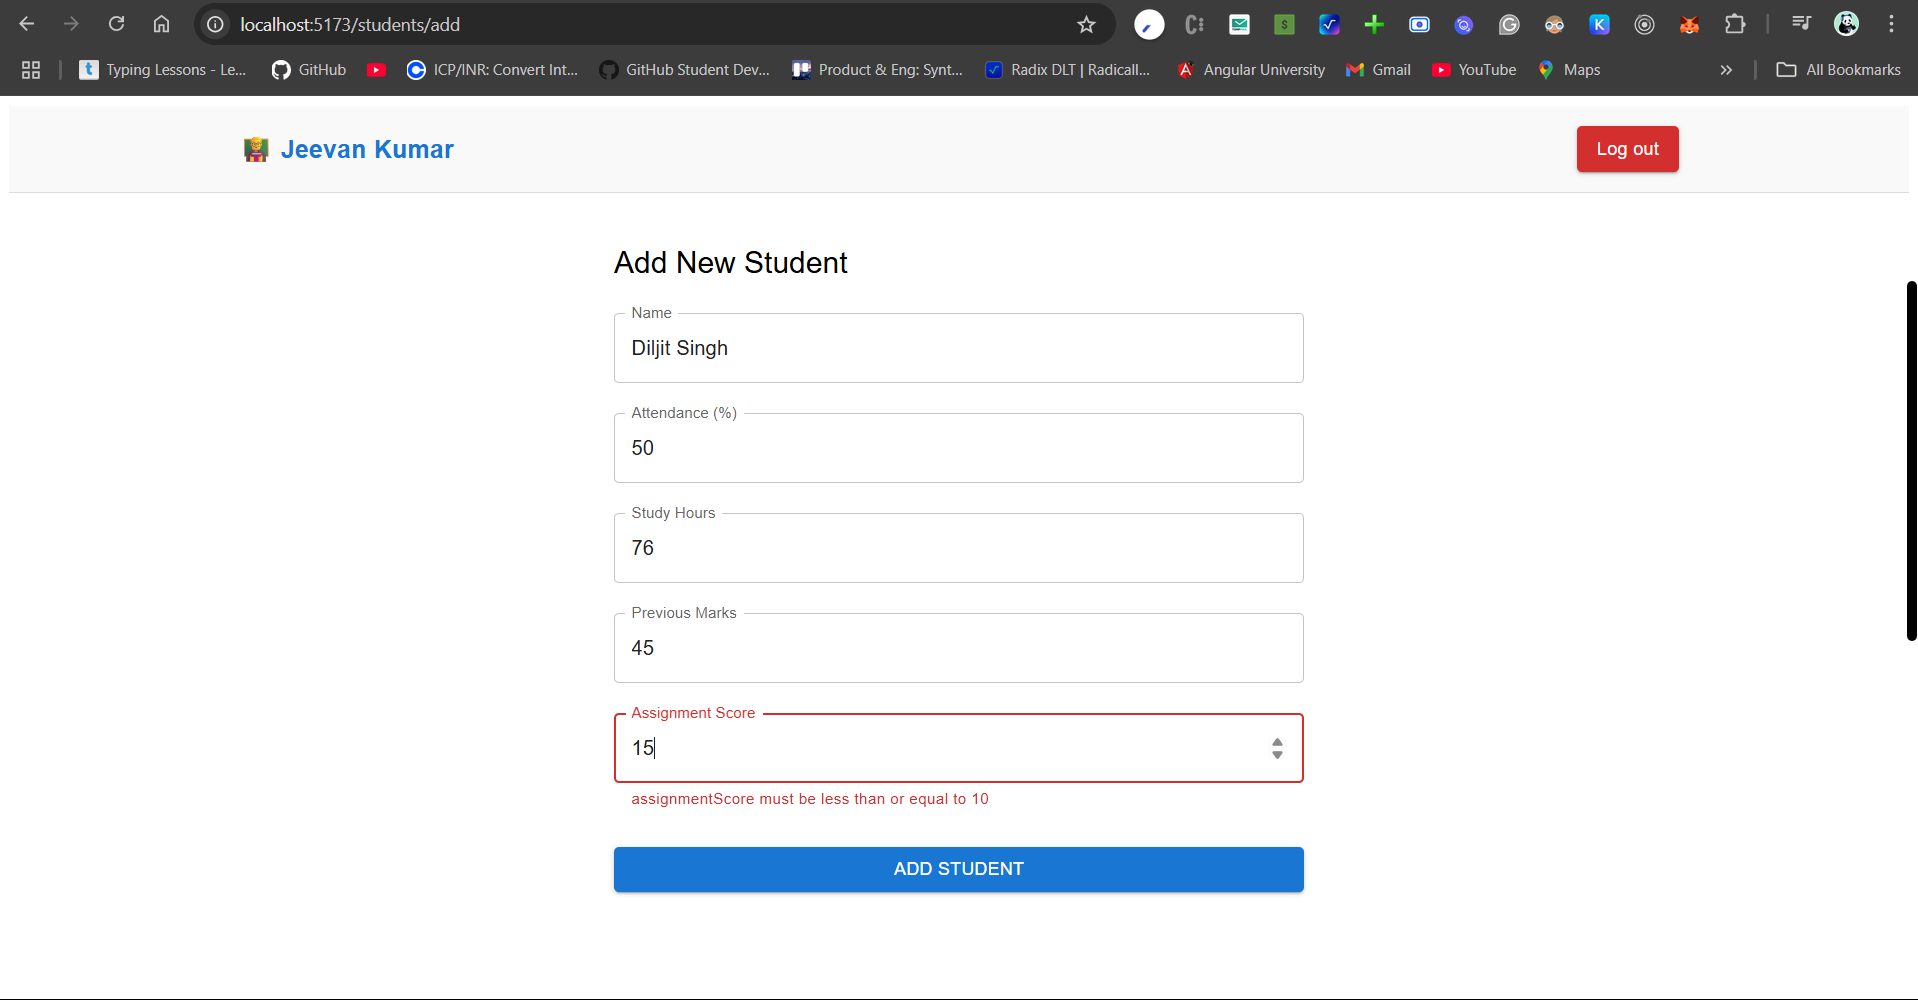 localhost:5173/students/add
Typing Lessons - Le... GitHub ICP/INR: Convert Int... GitHub Student Dev... Product & Eng: Synt... Radix DLT | Radicall... Angular University Gmail YouTube Maps » All Bookmarks
Jeevan Kumar
Log out
Add New Student
Name
Diljit Singh
Attendance (%)
50
Study Hours
76
Previous Marks
45
Assignment Score
15
assignmentScore must be less than or equal to 10
ADD STUDENT